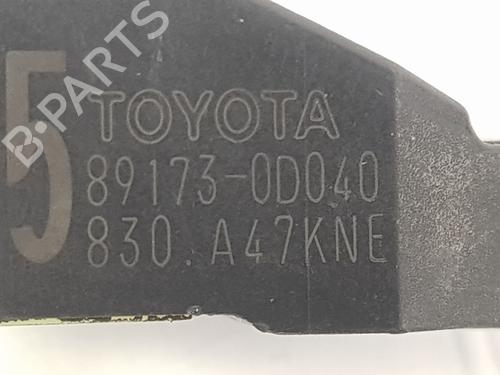 5
TOYOTA
89173-0D040
830. A47KNE
B-PARTS